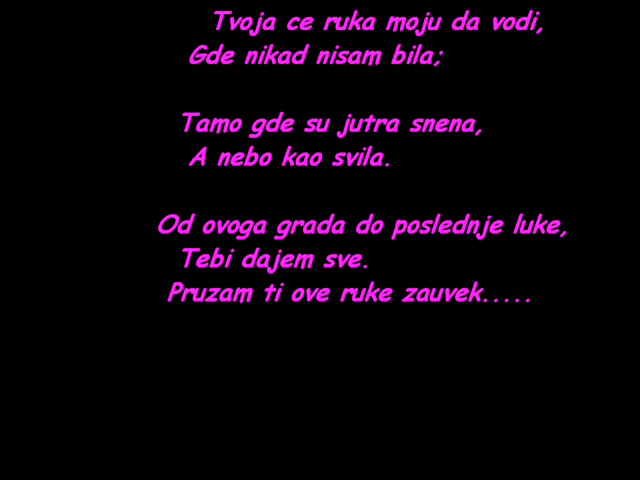 Tvoja ce ruka moju da vodi,
Gde nikad nisam bila;
Tamo gde su jutra snena,
A nebo kao svila.
Od ovoga grada do poslednje luke,
Tebi dajem sve.
Pruzam ti ove ruke zauvek.....